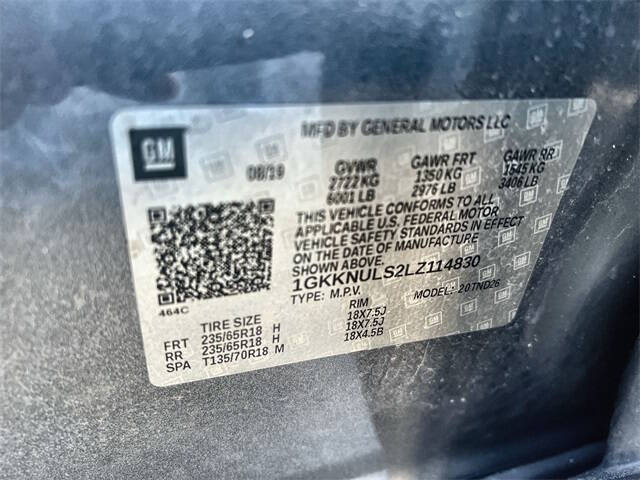 GM
MFD BY GENERAL MOTORS LLC
08/19 GVWR GAWR FRT GAWR RR
2722 KG 1350 KG 1545 KG
6001 LB 2976 LB 3406 LB
THIS VEHICLE CONFORMS TO ALL
APPLICABLE U.S. FEDERAL MOTOR
VEHICLE SAFETY STANDARDS IN EFFECT
ON THE DATE OF MANUFACTURE
SHOWN ABOVE.
1GKKNULS2LZ114830
TYPE: M.P.V. MODEL: 20TND26
464C
TIRE SIZE RIM
FRT 235/65R18 H 18X7.5J
RR 235/65R18 H 18X7.5J
SPA T135/70R18 M 18X4.5B